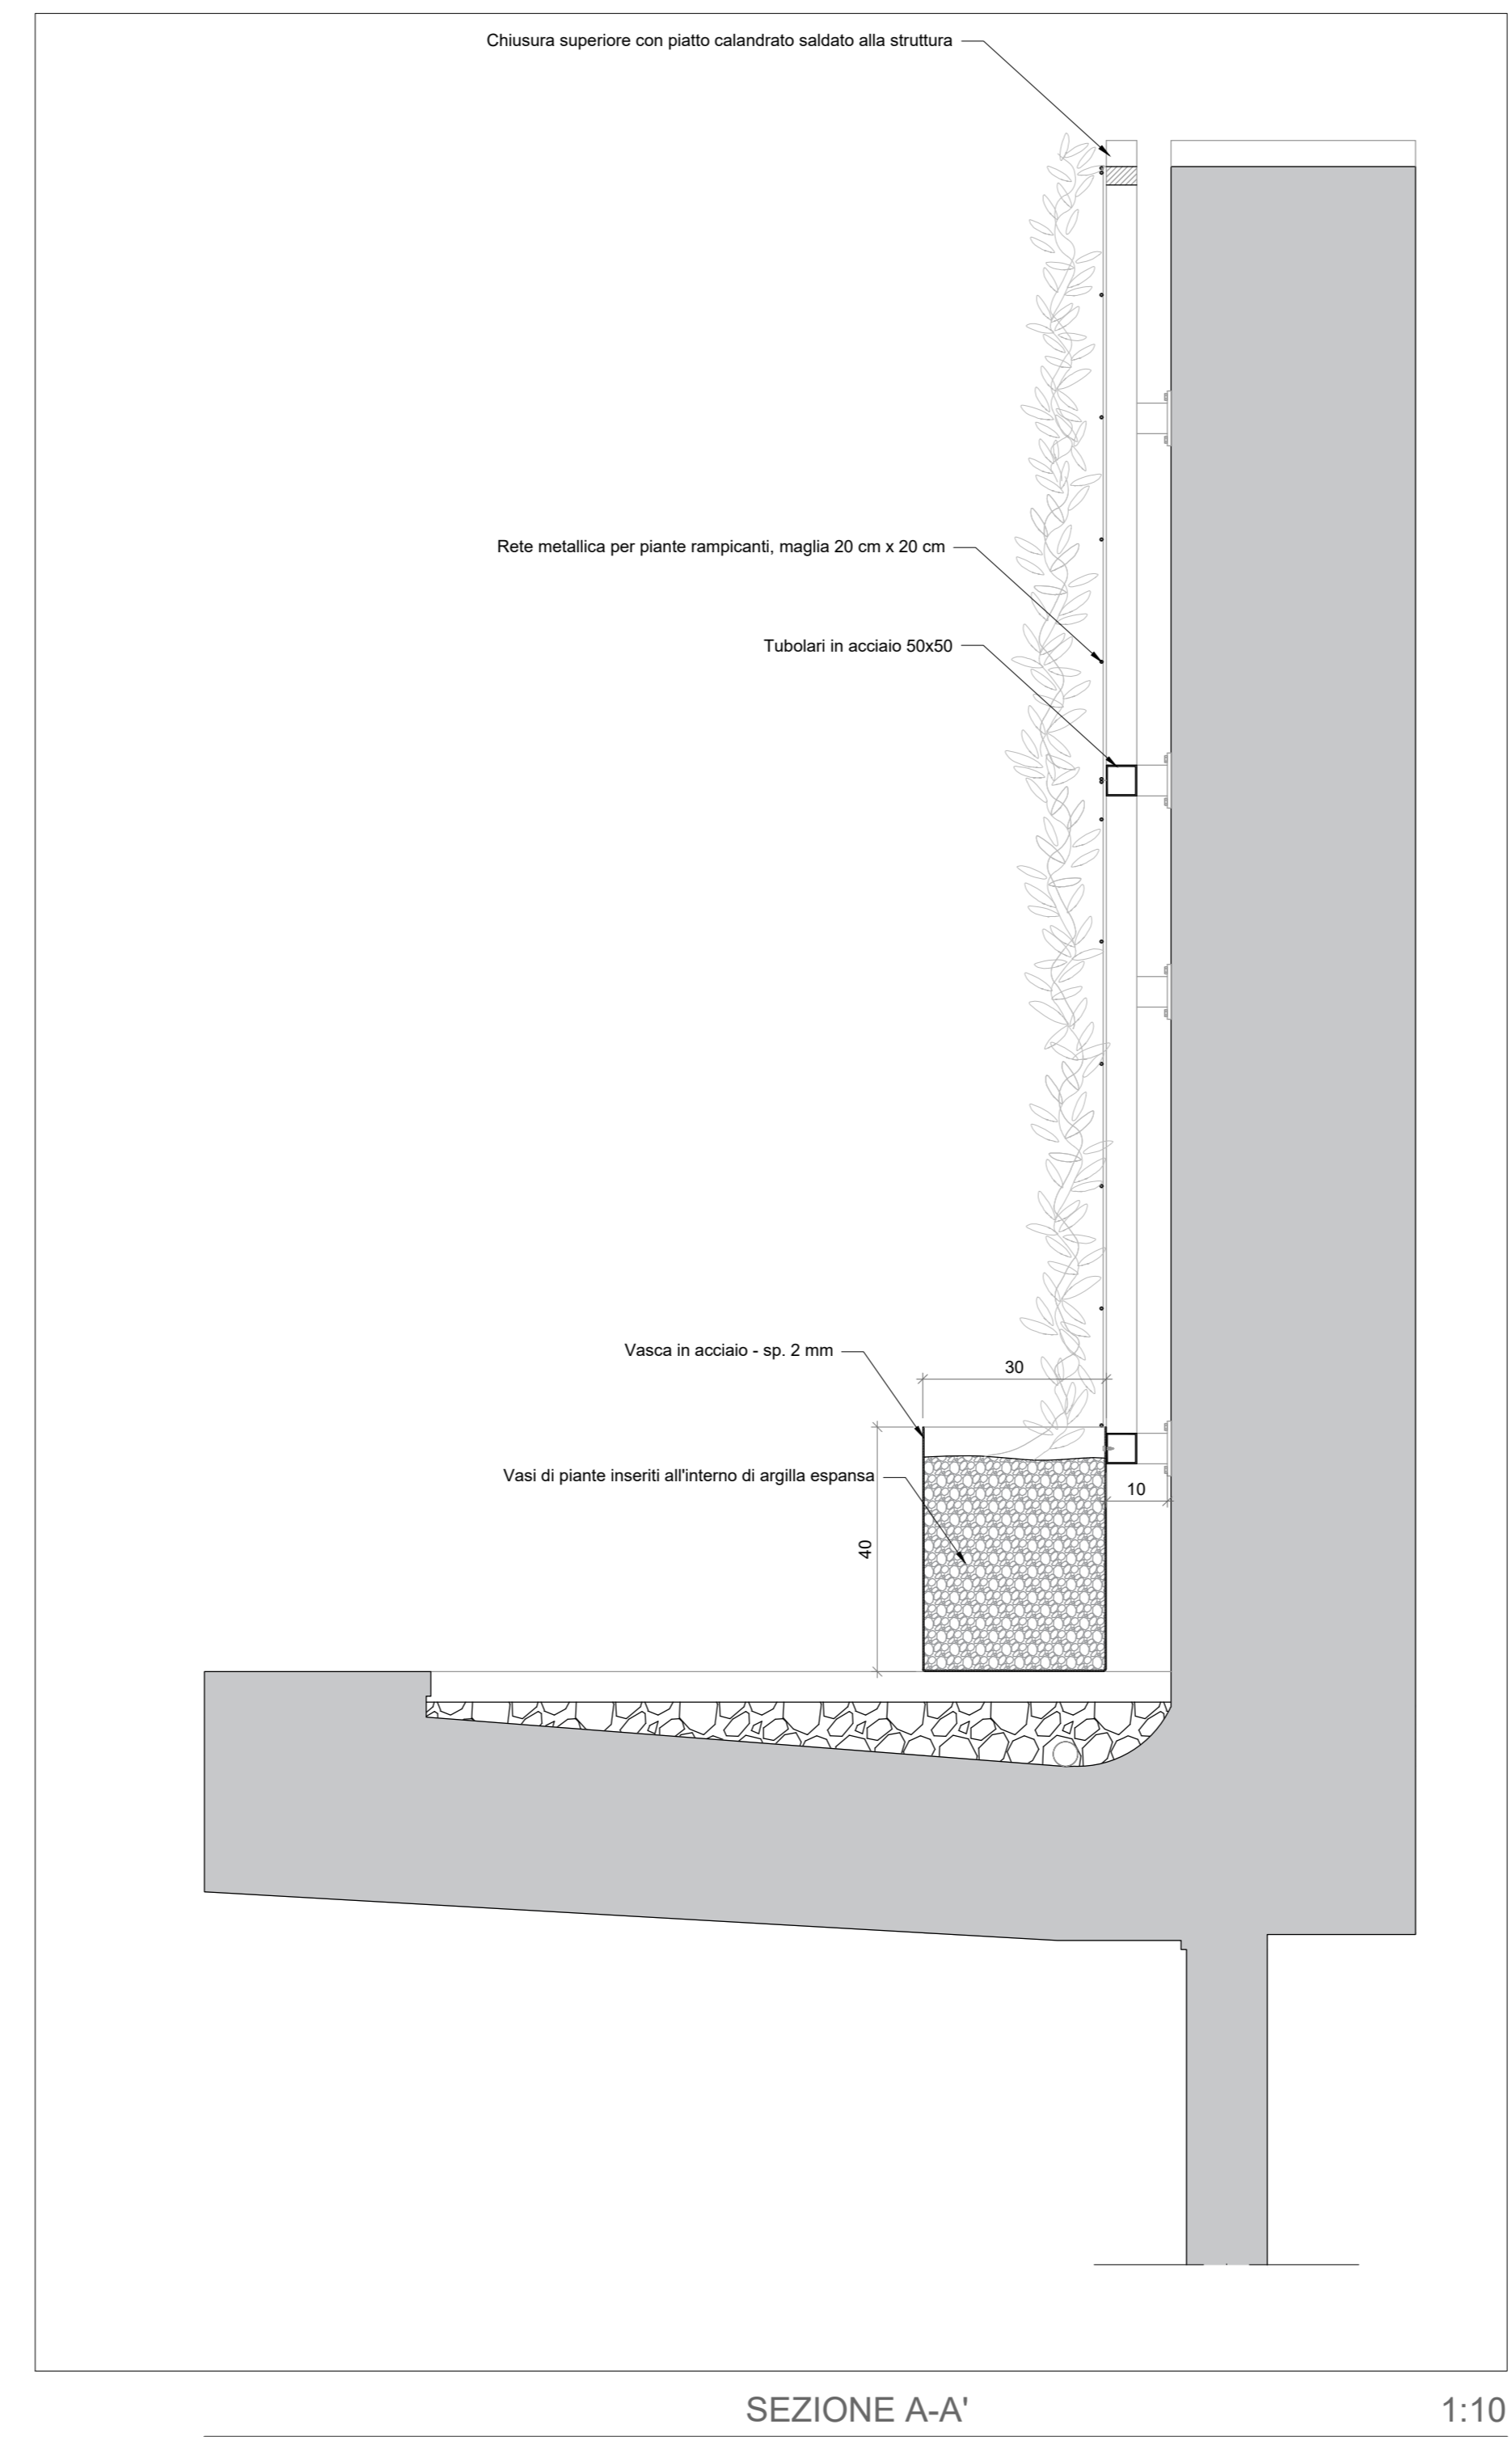 Chiusura superiore con piatto calandrato saldato alla struttura
Rete metallica per piante rampicanti, maglia 20 cm x 20 cm
Tubolari in acciaio 50x50
Vasca in acciaio - sp. 2 mm
30
Vasi di piante inseriti all'interno di argilla espansa
10
40
SEZIONE A-A'
1:10